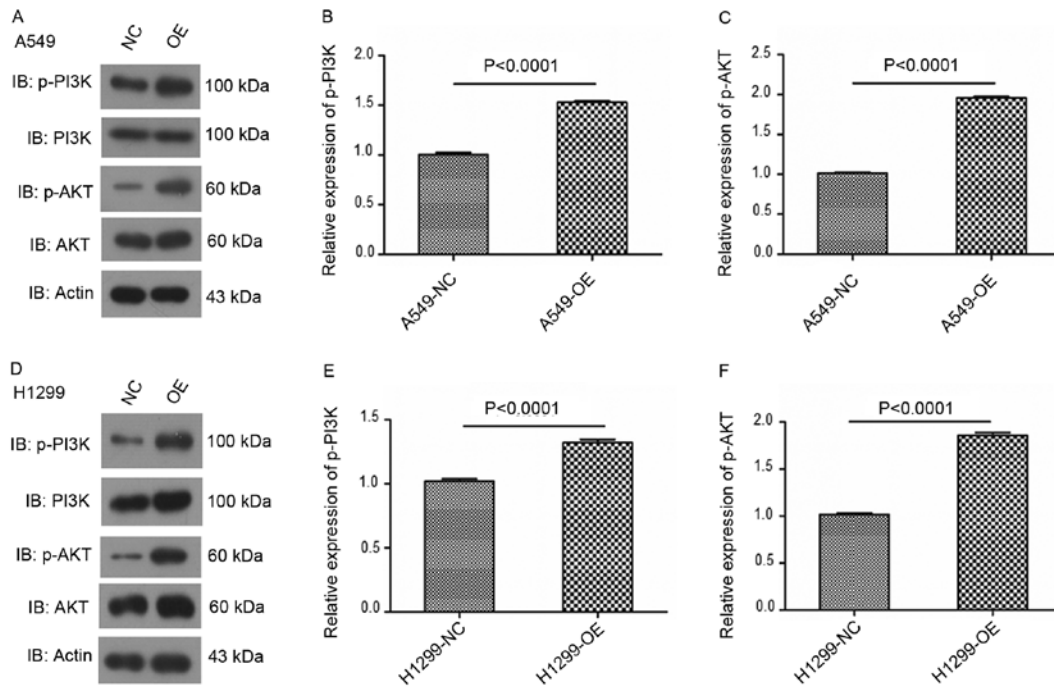 A
A549
NC OE
IB: p-PI3K 100 kDa
IB: PI3K 100 kDa
IB: p-AKT 60 kDa
IB: AKT 60 kDa
IB: Actin 43 kDa
B
Relative expression of p-PI3K
2.0
1.5
1.0
0.5
0.0
P<0.0001
A549-NC
A549-OE
C
Relative expression of p-AKT
2.5
2.0
1.5
1.0
0.5
0.0
P<0.0001
A549-NC
A549-OE
D
H1299
NC OE
IB: p-PI3K 100 kDa
IB: PI3K 100 kDa
IB: p-AKT 60 kDa
IB: AKT 60 kDa
IB: Actin 43 kDa
E
Relative expression of p-PI3K
1.5
1.0
0.5
0.0
P<0.0001
H1299-NC
H1299-OE
F
Relative expression of p-AKT
2.0
1.5
1.0
0.5
0.0
P<0.0001
H1299-NC
H1299-OE